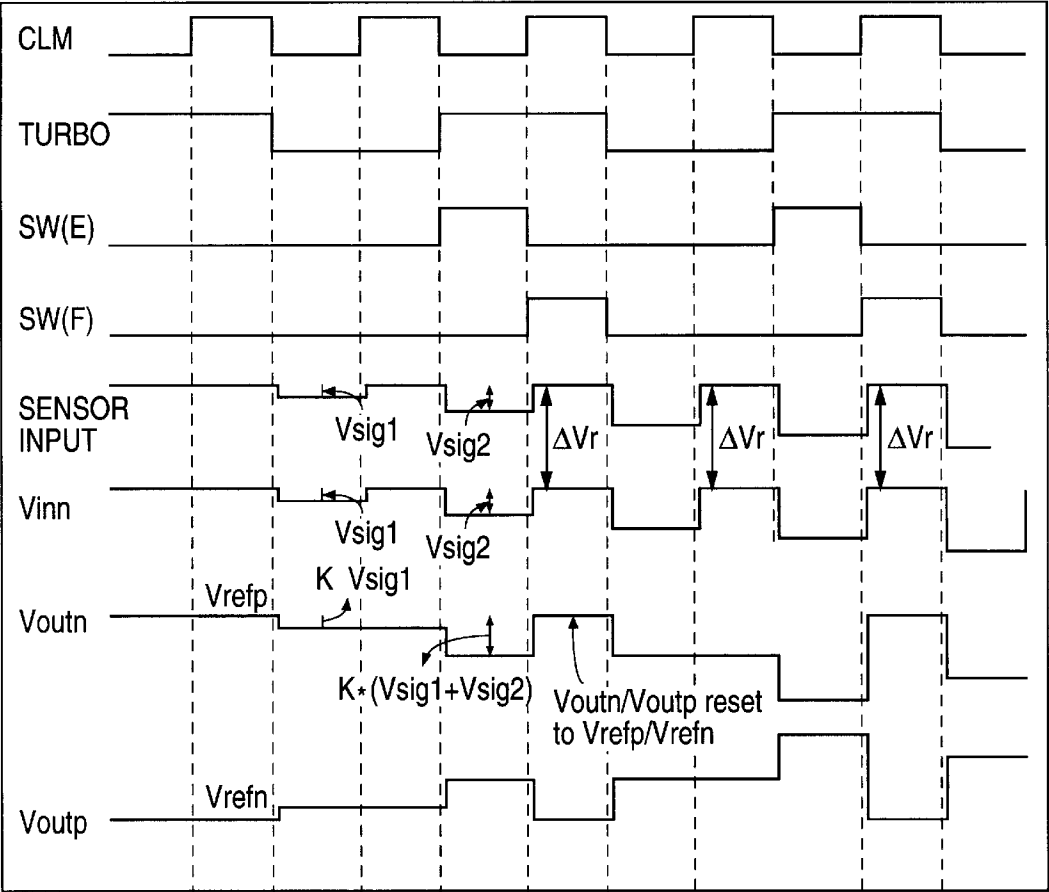 CLM
TURBO
SW(E)
SW(F)
SENSOR
INPUT
Vsig1
Vsig2
ΔVr
ΔVr
ΔVr
Vinn
Vsig1
Vsig2
K Vsig1
Vrefp
Voutn
K*(Vsig1+Vsig2)
Voutn/Voutp reset
to Vrefp/Vrefn
Vrefn
Voutp